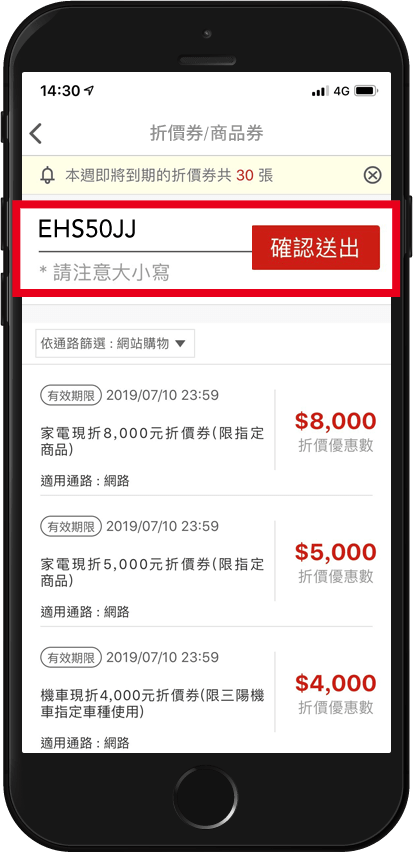 14:30
4G
折價券/商品券
本週即將到期的折價券共 30 張
EHS50JJ
確認送出
* 請注意大小寫
依通路篩選 : 網站購物
有效期限 2019/07/10 23:59
家電現折8,000元折價券(限指定
商品)
適用通路 : 網路
$8,000
折價優惠數
有效期限 2019/07/10 23:59
家電現折5,000元折價券(限指定
商品)
適用通路 : 網路
$5,000
折價優惠數
有效期限 2019/07/10 23:59
機車現折4,000元折價券(限三陽機
車指定車種使用)
適用通路 : 網路
$4,000
折價優惠數